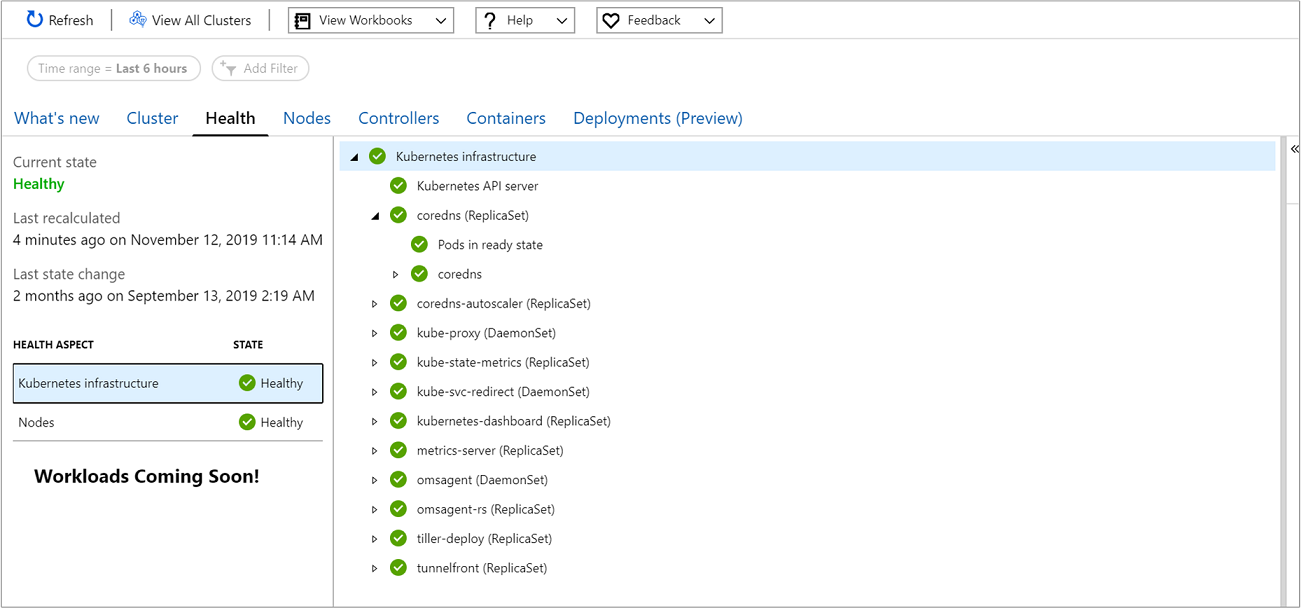 Refresh View All Clusters View Workbooks Help Feedback
Time range = Last 6 hours Add Filter
What's new Cluster Health Nodes Controllers Containers Deployments (Preview)
Current state
Healthy
Last recalculated
4 minutes ago on November 12, 2019 11:14 AM
Last state change
2 months ago on September 13, 2019 2:19 AM
HEALTH ASPECT STATE
Kubernetes infrastructure Healthy
Nodes Healthy
Workloads Coming Soon!
Kubernetes infrastructure
Kubernetes API server
coredns (ReplicaSet)
Pods in ready state
coredns
coredns-autoscaler (ReplicaSet)
kube-proxy (DaemonSet)
kube-state-metrics (ReplicaSet)
kube-svc-redirect (DaemonSet)
kubernetes-dashboard (ReplicaSet)
metrics-server (ReplicaSet)
omsagent (DaemonSet)
omsagent-rs (ReplicaSet)
tiller-deploy (ReplicaSet)
tunnelfront (ReplicaSet)